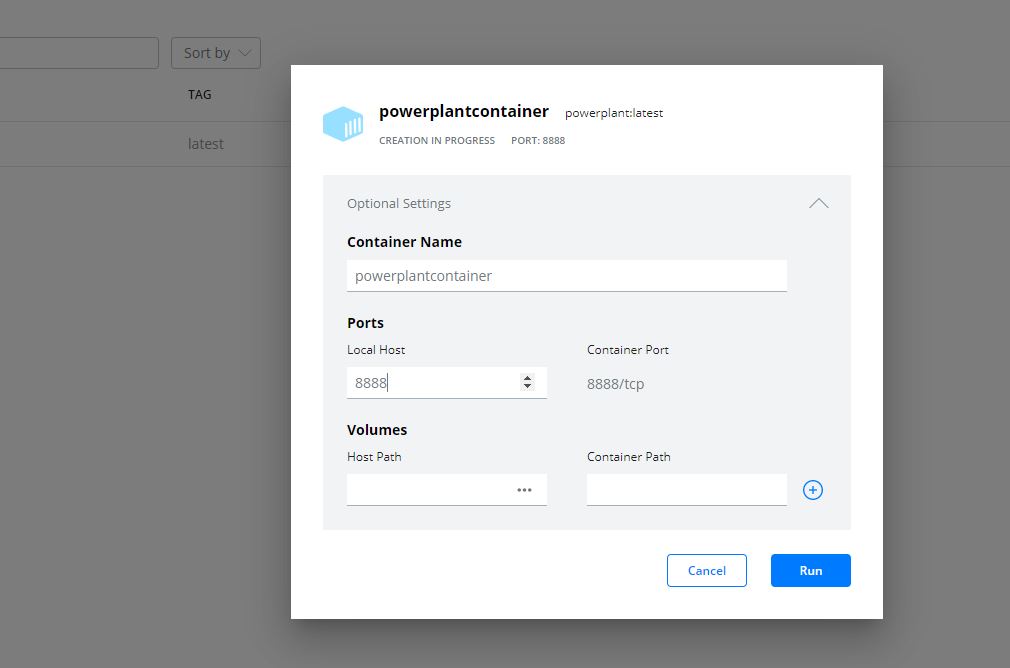 Sort by
TAG
latest
powerplantcontainer powerplant:latest
CREATION IN PROGRESS PORT: 8888
Optional Settings
Container Name
powerplantcontainer
Ports
Local Host Container Port
8888 8888/tcp
Volumes
Host Path Container Path
Cancel Run